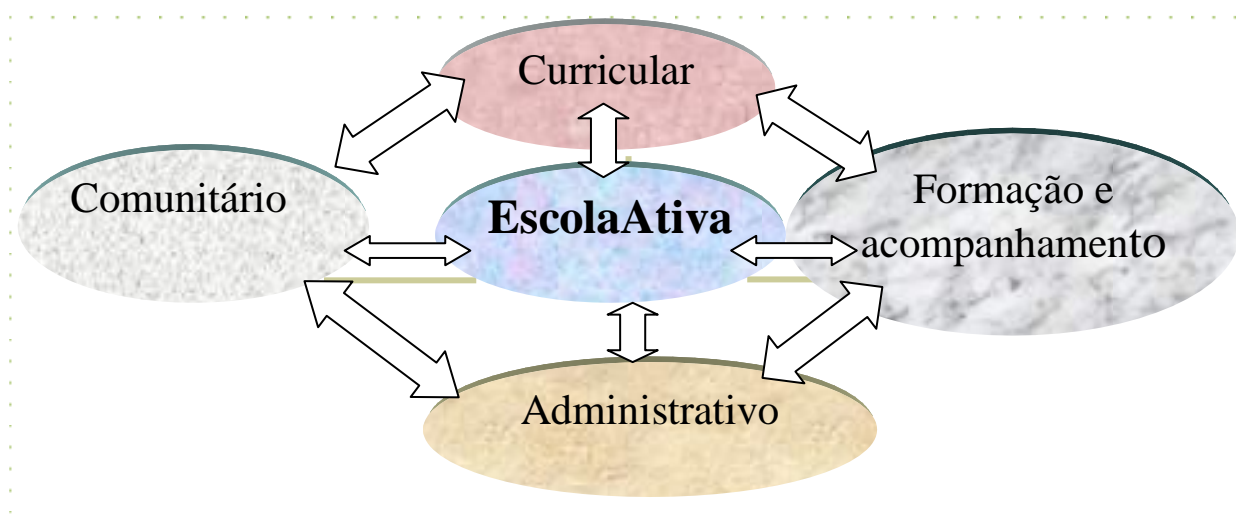 Curricular
Comunitário
EscolaAtiva
Formação e
acompanhamento
Administrativo